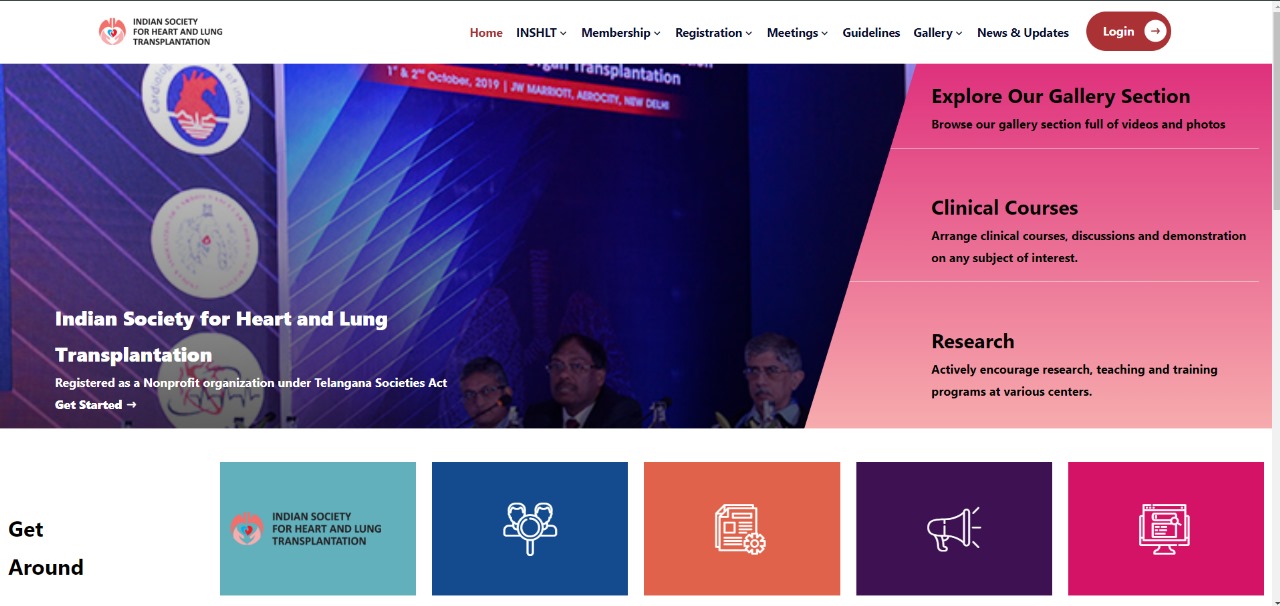 INDIAN SOCIETY
FOR HEART AND LUNG
TRANSPLANTATION
Home INSHLT Membership Registration Meetings Guidelines Gallery News & Updates Login →
Organ Transplantation
1st & 2nd October, 2019 | JW MARRIOTT, AEROCITY, NEW DELHI
Explore Our Gallery Section
Browse our gallery section full of videos and photos
Clinical Courses
Arrange clinical courses, discussions and demonstration
on any subject of interest.
Research
Actively encourage research, teaching and training
programs at various centers.
Indian Society for Heart and Lung
Transplantation
Registered as a Nonprofit organization under Telangana Societies Act
Get Started →
Get
Around
INDIAN SOCIETY
FOR HEART AND LUNG
TRANSPLANTATION